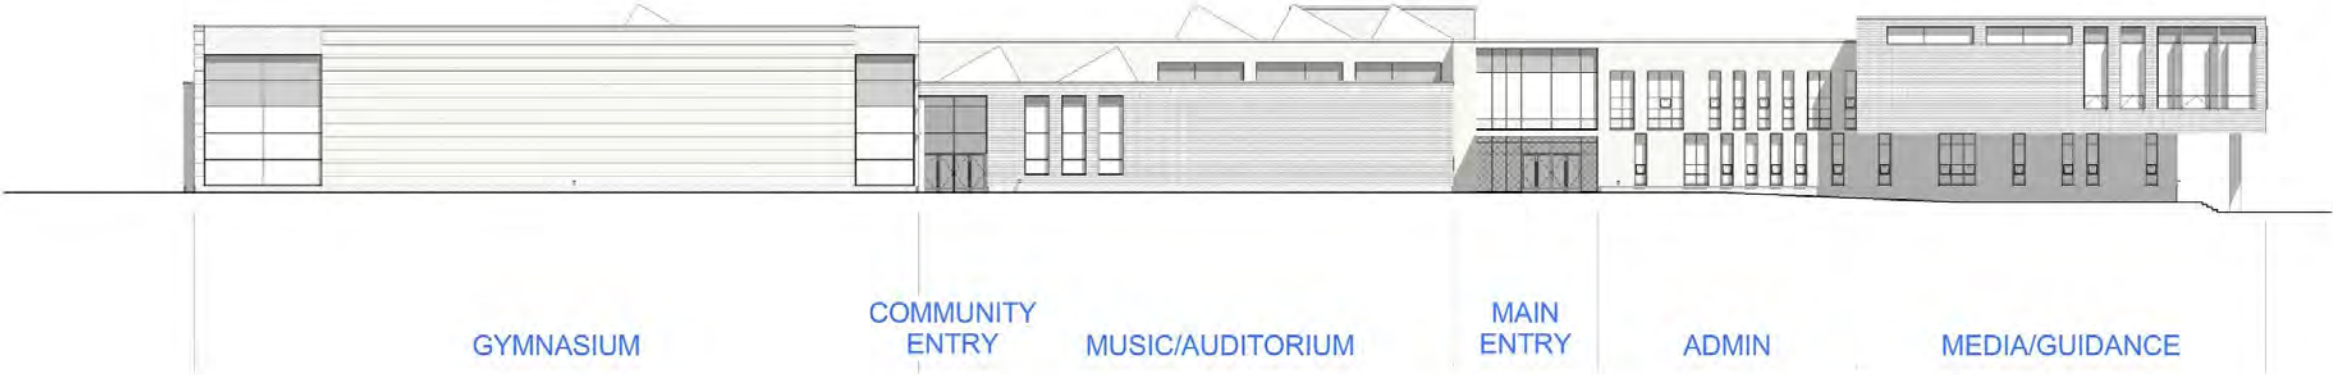 GYMNASIUM
COMMUNITY
ENTRY
MUSIC/AUDITORIUM
MAIN
ENTRY
ADMIN
MEDIA/GUIDANCE